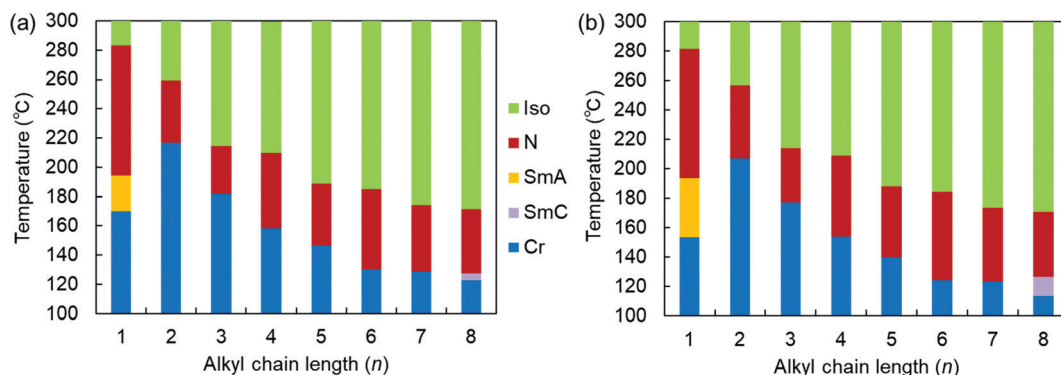 (a)
300
280
260
240
220
200
180
160
140
120
100
Temperature (°C)
1 2 3 4 5 6 7 8
Alkyl chain length (n)
Iso
N
SmA
SmC
Cr
(b)
300
280
260
240
220
200
180
160
140
120
100
Temperature (°C)
1 2 3 4 5 6 7 8
Alkyl chain length (n)